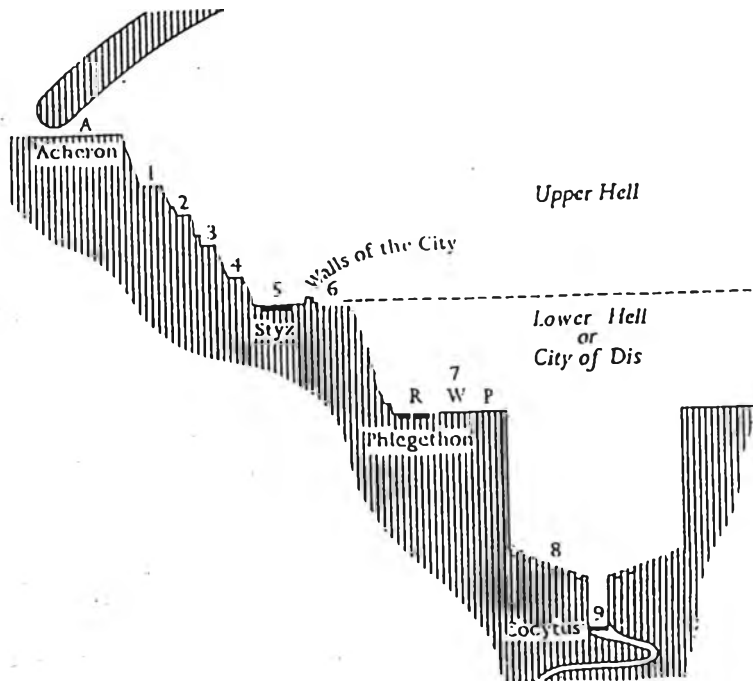 A
Acheron
1
2
3
4
5
Styx
Walls of the City
6
Upper Hell
Lower Hell
or
City of Dis
7
R W P
Phlegethon
8
9
Cocytus